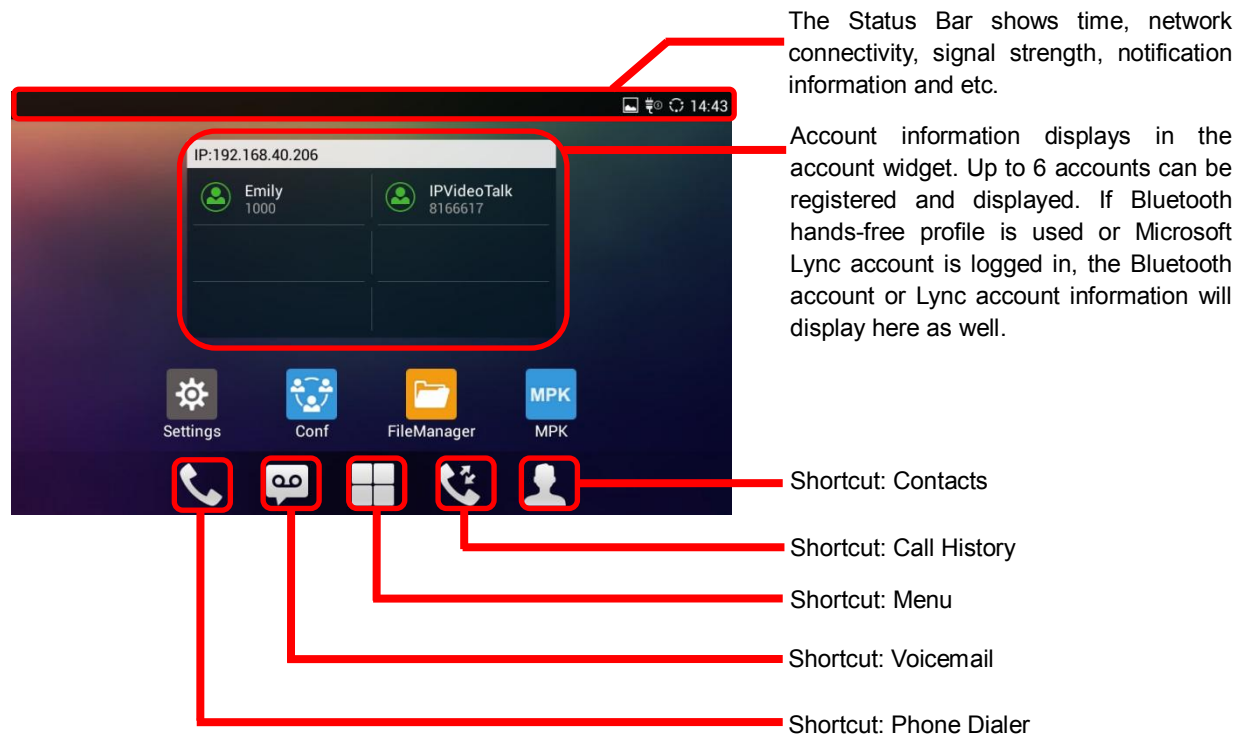 The Status Bar shows time, network
connectivity, signal strength, notification
information and etc.
14:43
Account information displays in the
account widget. Up to 6 accounts can be
registered and displayed. If Bluetooth
hands-free profile is used or Microsoft
Lync account is logged in, the Bluetooth
account or Lync account information will
display here as well.
IP:192.168.40.206
Emily
1000
IPVideoTalk
8166617
MPK
Settings
Conf
FileManager
MPK
Shortcut: Contacts
Shortcut: Call History
Shortcut: Menu
Shortcut: Voicemail
Shortcut: Phone Dialer